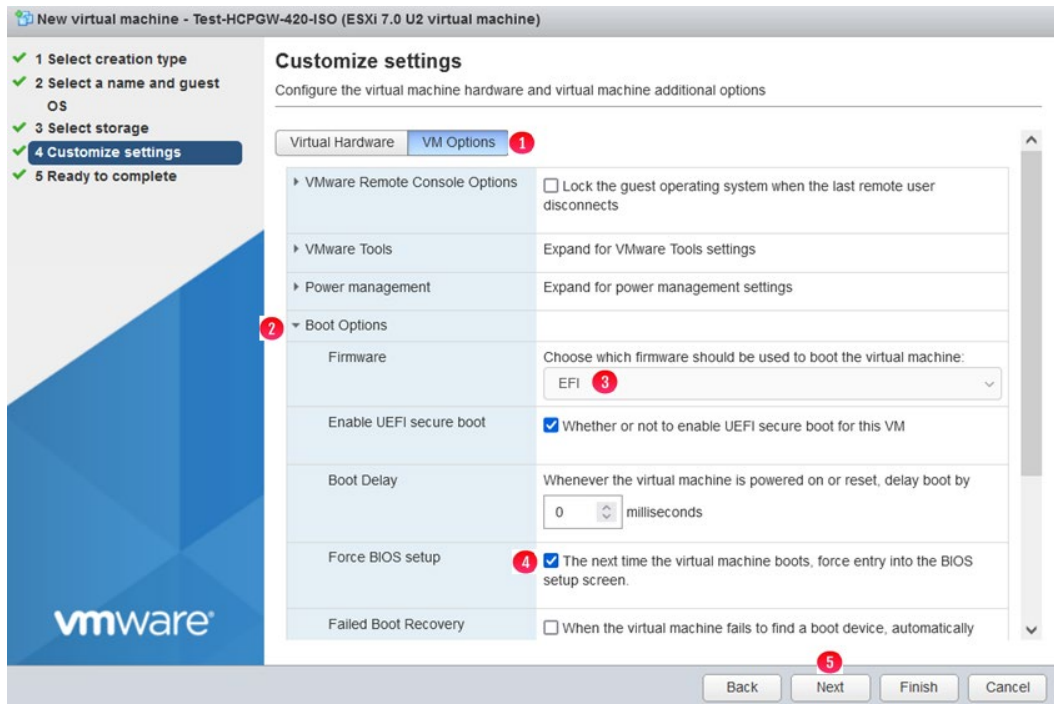 New virtual machine - Test-HCPGW-420-ISO (ESXi 7.0 U2 virtual machine)
1 Select creation type
2 Select a name and guest
OS
3 Select storage
4 Customize settings
5 Ready to complete
vmware®
Customize settings
Configure the virtual machine hardware and virtual machine additional options
Virtual Hardware VM Options 1
VMware Remote Console Options Lock the guest operating system when the last remote user
disconnects
VMware Tools Expand for VMware Tools settings
Power management Expand for power management settings
2 Boot Options
Firmware Choose which firmware should be used to boot the virtual machine:
EFI 3
Enable UEFI secure boot Whether or not to enable UEFI secure boot for this VM
Boot Delay Whenever the virtual machine is powered on or reset, delay boot by
0 milliseconds
Force BIOS setup 4 The next time the virtual machine boots, force entry into the BIOS
setup screen.
Failed Boot Recovery When the virtual machine fails to find a boot device, automatically
5
Back Next Finish Cancel